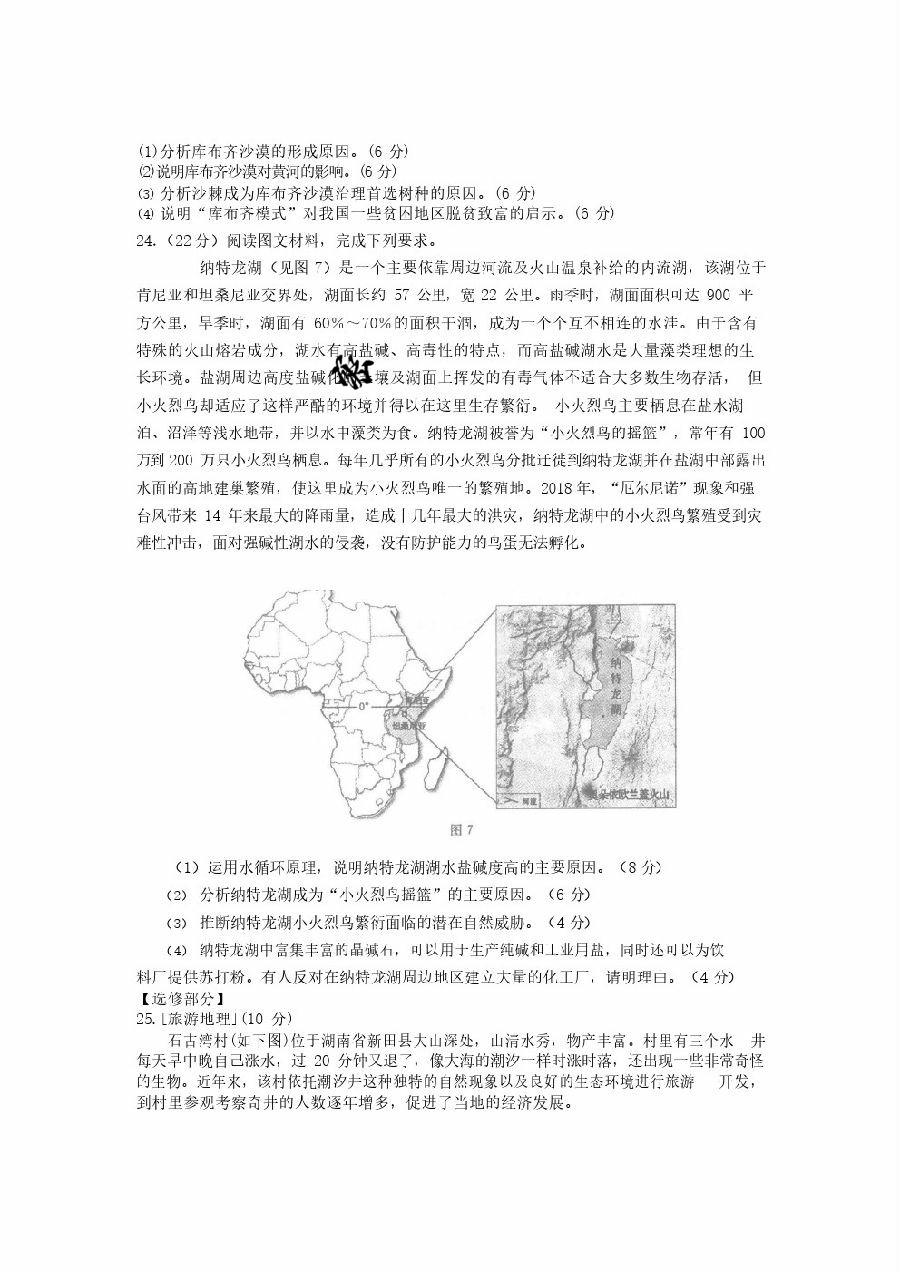 (1)分析库布齐沙漠的形成原因。(6 分)
(2)说明库布齐沙漠对黄河的影响。(6 分)
(3) 分析沙棘成为库布齐沙漠治理首选树种的原因。(6 分)
(4) 说明“库布齐模式”对我国一些贫困地区脱贫致富的启示。(6 分)
24.（22 分）阅读图文材料，完成下列要求。
纳特龙湖（见图 7）是一个主要依靠周边河流及火山温泉补给的内流湖，该湖位于
肯尼亚和坦桑尼亚交界处，湖面长约 57 公里，宽 22 公里。雨季时，湖面面积可达 900 平
方公里，旱季时，湖面有 60%～70%的面积干涸，成为一个个互不相连的水洼。由于含有
特殊的火山熔岩成分，湖水有高盐碱、高毒性的特点，而高盐碱湖水是大量藻类理想的生
长环境。盐湖周边高度盐碱化 壤及湖面上挥发的有毒气体不适合大多数生物存活， 但
小火烈鸟却适应了这样严酷的环境并得以在这里生存繁衍。 小火烈鸟主要栖息在盐水湖
泊、沼泽等浅水地带，并以水中藻类为食。纳特龙湖被誉为“小火烈鸟的摇篮”，常年有 100
万到 200 万只小火烈鸟栖息。每年几乎所有的小火烈鸟分批迁徙到纳特龙湖并在盐湖中部露出
水面的高地建巢繁殖，使这里成为小火烈鸟唯一的繁殖地。2018 年，“厄尔尼诺”现象和强
台风带来 14 年来最大的降雨量，造成十几年最大的洪灾，纳特龙湖中的小火烈鸟繁殖受到灾
难性冲击，面对强碱性湖水的侵袭，没有防护能力的鸟蛋无法孵化。
0°
坦桑尼亚
纳特龙湖
河流
盖火山
图 7
（1）运用水循环原理，说明纳特龙湖湖水盐碱度高的主要原因。（8 分）
（2） 分析纳特龙湖成为“小火烈鸟摇篮”的主要原因。（6 分）
（3） 推断纳特龙湖小火烈鸟繁衍面临的潜在自然威胁。（4 分）
（4） 纳特龙湖中富集丰富的晶碱石，可以用于生产纯碱和工业用盐，同时还可以为饮
料厂提供苏打粉。有人反对在纳特龙湖周边地区建立大量的化工厂，请明理由。（4 分）
【选修部分】
25.[旅游地理](10 分)
石古湾村(如下图)位于湖南省新田县大山深处，山清水秀，物产丰富。村里有三个水 井
每天早中晚自己涨水，过 20 分钟又退了，像大海的潮汐一样时涨时落，还出现一些非常奇怪
的生物。近年来，该村依托潮汐井这种独特的自然现象以及良好的生态环境进行旅游 开发，
到村里参观考察奇井的人数逐年增多，促进了当地的经济发展。